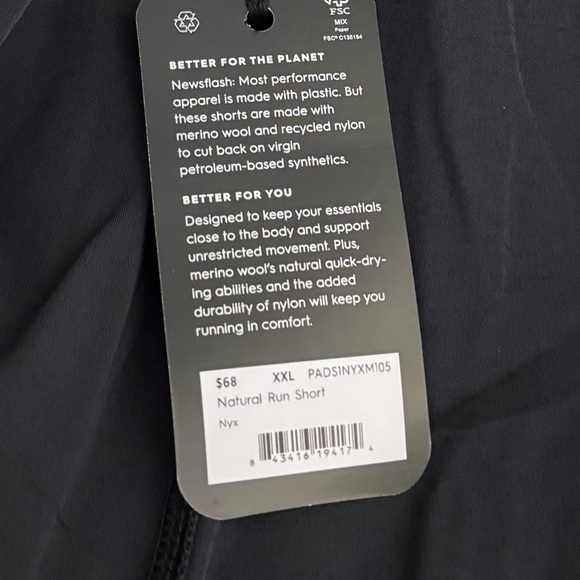 FSC
MIX
Paper
FSC® C135184
BETTER FOR THE PLANET
Newsflash: Most performance
apparel is made with plastic. But
these shorts are made with
merino wool and recycled nylon
to cut back on virgin
petroleum-based synthetics.
BETTER FOR YOU
Designed to keep your essentials
close to the body and support
unrestricted movement. Plus,
merino wool's natural quick-dry-
ing abilities and the added
durability of nylon will keep you
running in comfort.
$68 XXL PADS1NYXM105
Natural Run Short
Nyx
8 43416 19417 4